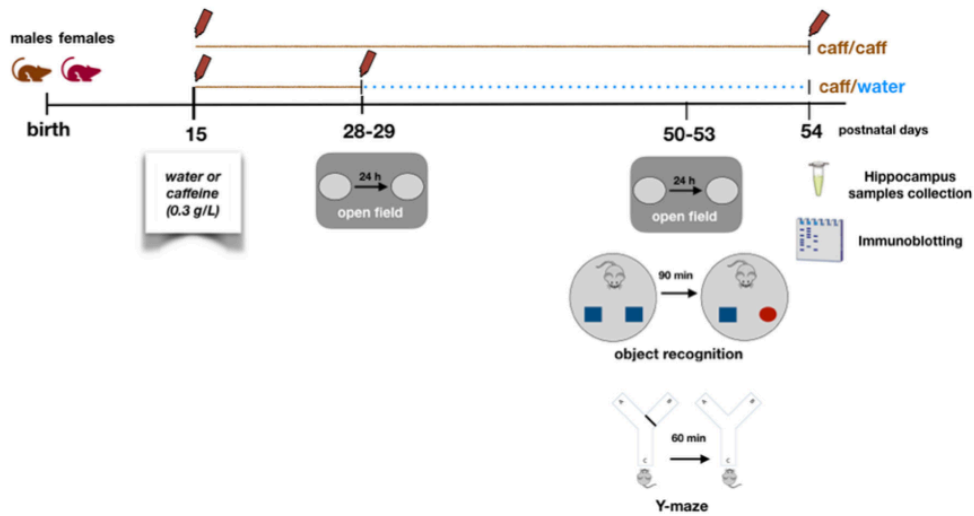 males females
caff/caff
caff/water
birth
15
28-29
50-53
54
postnatal days
water or
caffeine
(0.3 g/L)
24 h
open field
24 h
open field
Hippocampus
samples collection
Immunoblotting
90 min
object recognition
A
B
C
60 min
A
B
C
Y-maze